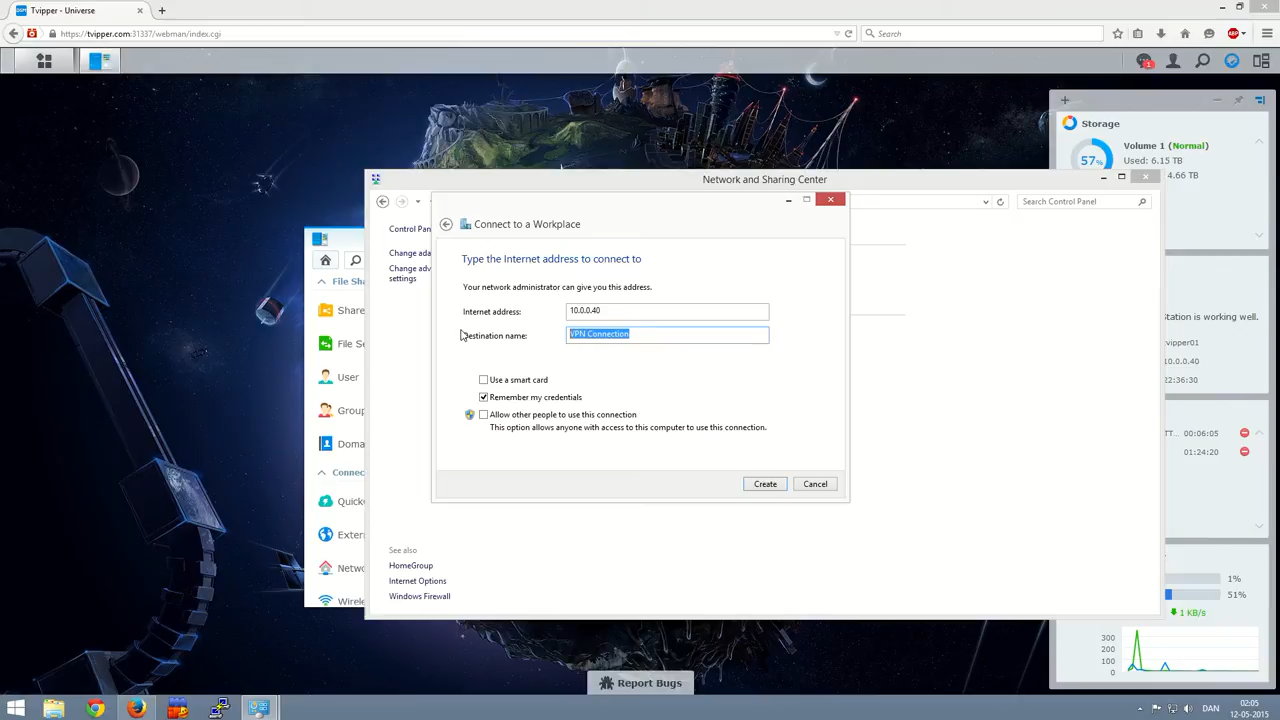 Tvipper - Universe
https://tvipper.com:31337/webman/index.cgi
Search
ABP
1
Storage
Volume 1 (Normal)
57%
Used: 6.15 TB
4.66 TB
Network and Sharing Center
Search Control Panel
Control Pan
Change ada
Change adv
settings
Connect to a Workplace
Type the Internet address to connect to
Your network administrator can give you this address.
Internet address: 10.0.0.40
Destination name: VPN Connection
Use a smart card
Remember my credentials
Allow other people to use this connection
This option allows anyone with access to this computer to use this connection.
Create
Cancel
File Sha
Share
File Se
User
Group
Doma
Connec
Quick
Exter
Netwo
Wirele
See also
HomeGroup
Internet Options
Windows Firewall
Station is working well.
vipper01
10.0.0.40
22:36:30
TT... 00:06:05
01:24:20
1%
51%
1 KB/s
300
200
100
0
Report Bugs
DAN
02:05
12-05-2015